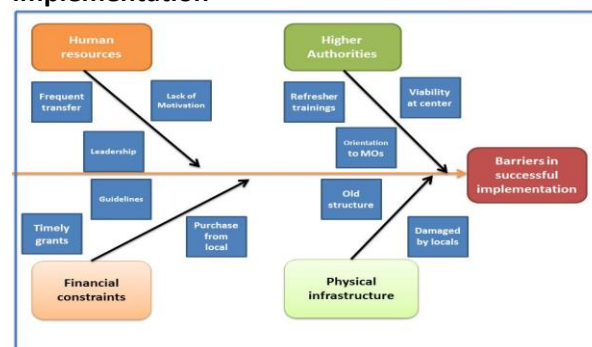 Implementation
Human
resources
Higher
Authorities
Frequent
transfer
Lack of
Motivation
Refresher
trainings
Viability
at center
Leadership
Orientation
to MOs
Barriers in
successful
implementation
Guidelines
Old
structure
Timely
grants
Purchase
from
local
Damaged
by locals
Financial
constraints
Physical
infrastructure